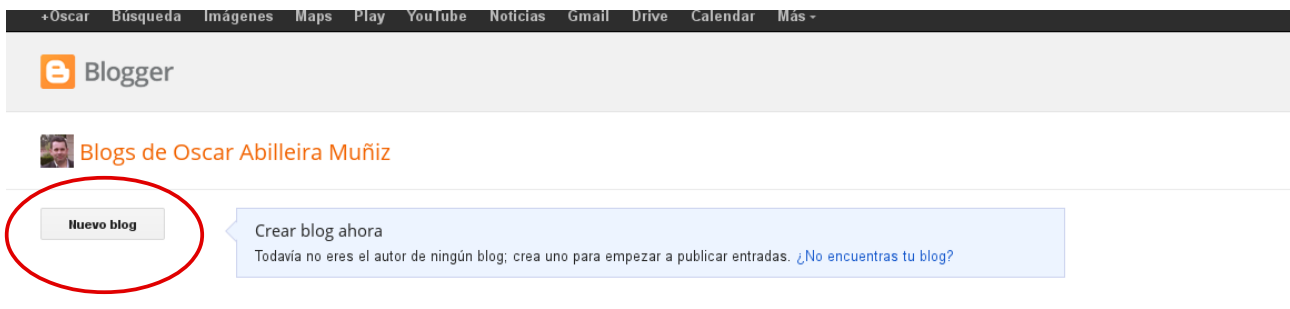 +Oscar Búsqueda Imágenes Maps Play YouTube Noticias Gmail Drive Calendar Más
Blogger
Blogs de Oscar Abilleira Muñiz
Nuevo blog
Crear blog ahora
Todavía no eres el autor de ningún blog; crea uno para empezar a publicar entradas. ¿No encuentras tu blog?